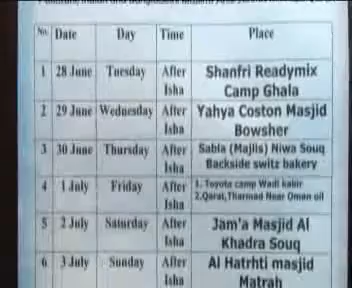 No. Date Day Time Place
1 28 June Tuesday After Isha Shanfri Readymix
Camp Ghala
2 29 June Wednesday After Isha Yahya Coston Masjid
Bowsher
3 30 June Thursday After Isha Sabla (Majlis) Niwa Souq
Backside switz bakery
4 1 July Friday After Isha 1. Toyota camp Wadi kabir
2.Qarat,Tharmad Near Oman oil
5 2 July Saturday After Isha Jam'a Masjid Al
Khadra Souq
6 3 July Sunday After Isha Al Hatrhti masjid
Matrah